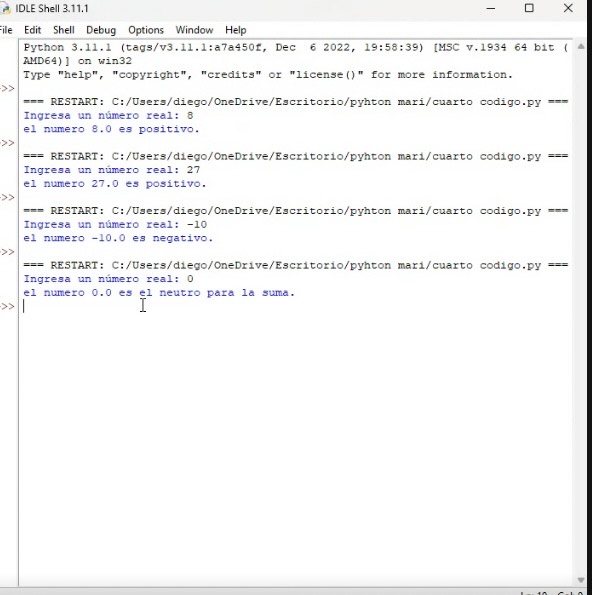 IDLE Shell 3.11.1
File Edit Shell Debug Options Window Help
Python 3.11.1 (tags/v3.11.1:a7a450f, Dec  6 2022, 19:58:39) [MSC v.1934 64 bit (
AMD64)] on win32
Type "help", "copyright", "credits" or "license()" for more information.
>>
=== RESTART: C:/Users/diego/OneDrive/Escritorio/pyhton mari/cuarto codigo.py ===
Ingresa un número real: 8
el numero 8.0 es positivo.
>>
=== RESTART: C:/Users/diego/OneDrive/Escritorio/pyhton mari/cuarto codigo.py ===
Ingresa un número real: 27
el numero 27.0 es positivo.
>>
=== RESTART: C:/Users/diego/OneDrive/Escritorio/pyhton mari/cuarto codigo.py ===
Ingresa un número real: -10
el numero -10.0 es negativo.
>>
=== RESTART: C:/Users/diego/OneDrive/Escritorio/pyhton mari/cuarto codigo.py ===
Ingresa un número real: 0
el numero 0.0 es el neutro para la suma.
>>